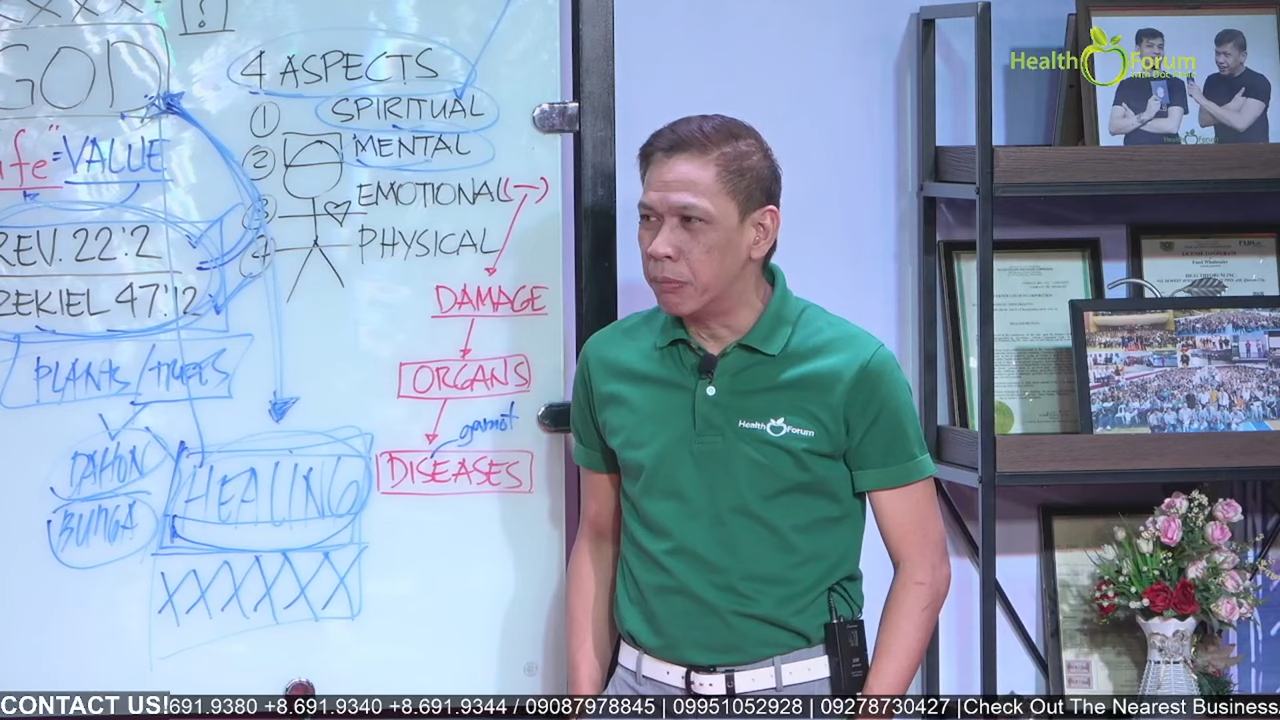 GOD
ife" = VALUE
REV. 22:2
ZEKIEL 47:12
PLANTS/TREES
DAHON
BUNGA
HEALING
XXXXXX
4 ASPECTS
1 SPIRITUAL
2 MENTAL
3 EMOTIONAL (-)
4 PHYSICAL
DAMAGE
ORGANS
gamot
DISEASES
Health Forum
Health Forum
CONTACT US! 691.9380 +8.691.9340 +8.691.9344 / 09087978845 | 09951052928 | 09278730427 |Check Out The Nearest Business